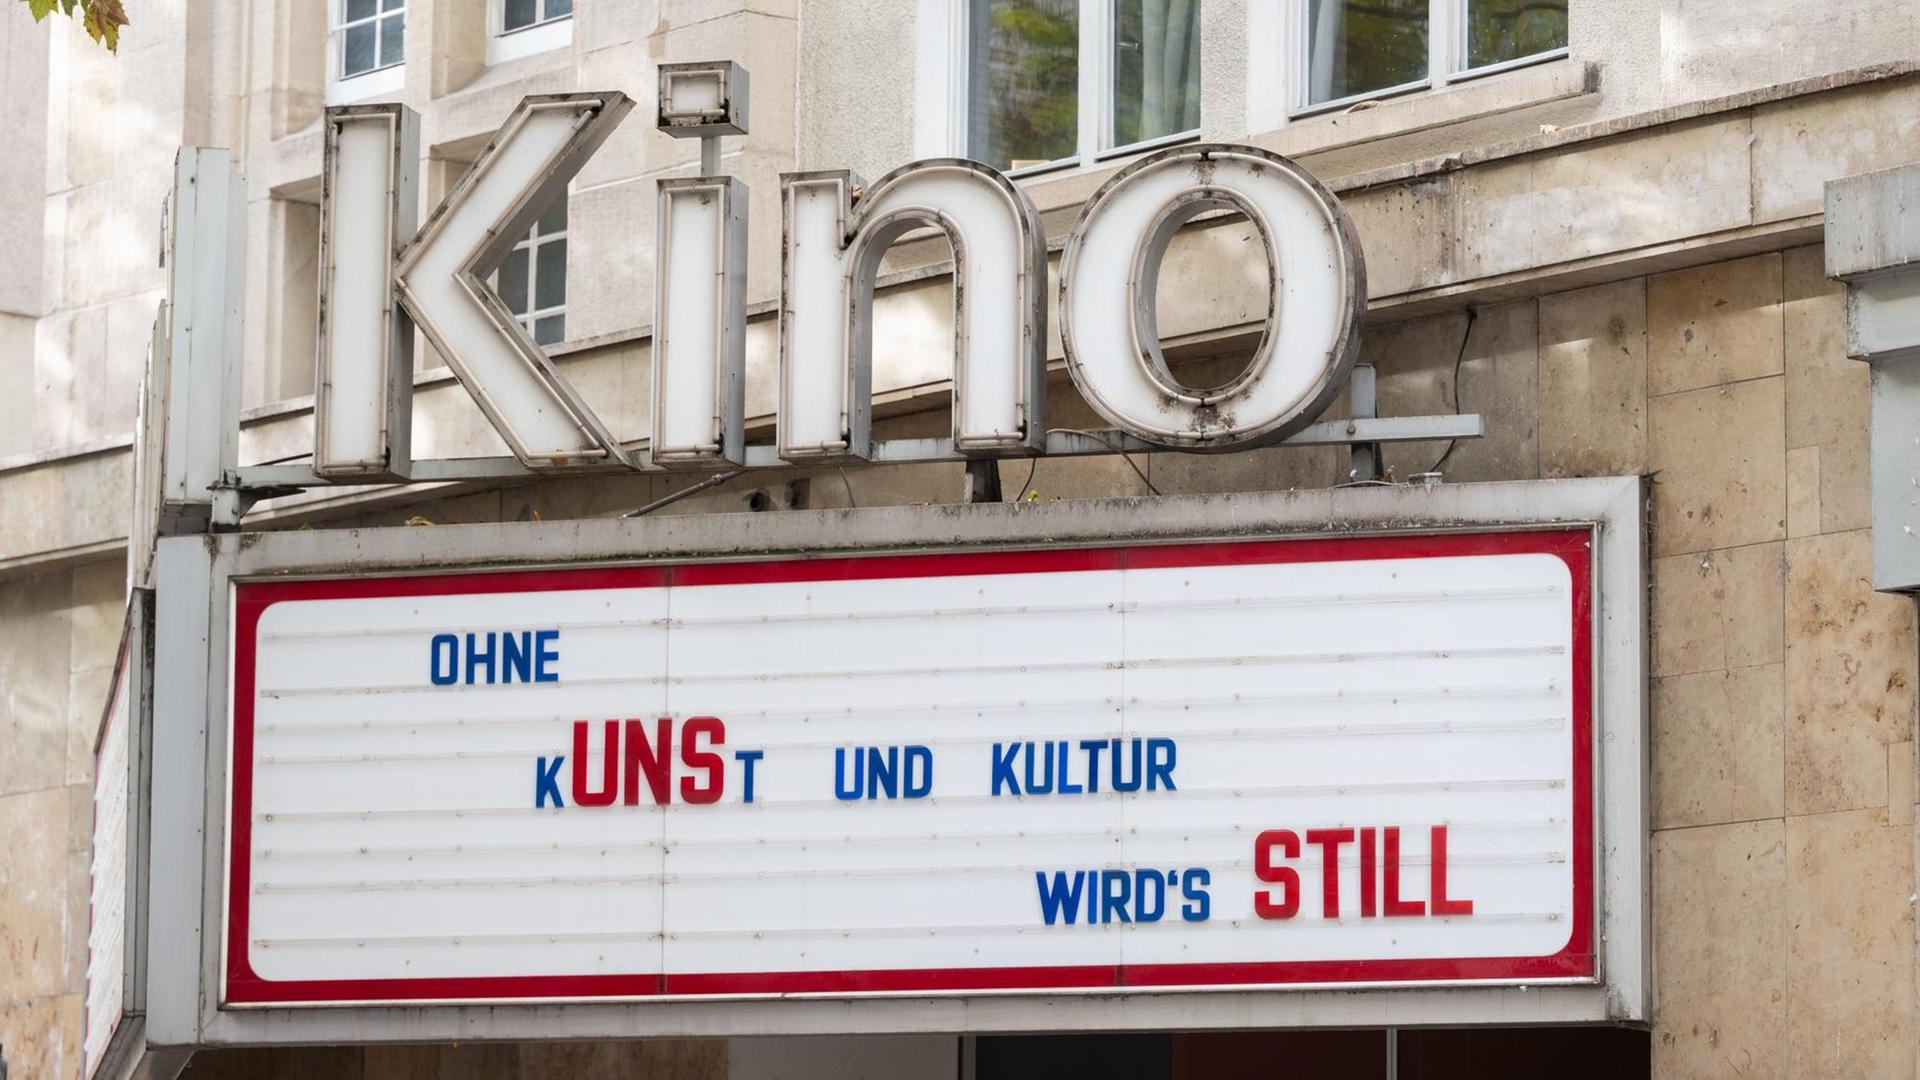 Kino
OHNE
KUNST UND KULTUR
WIRD'S STILL